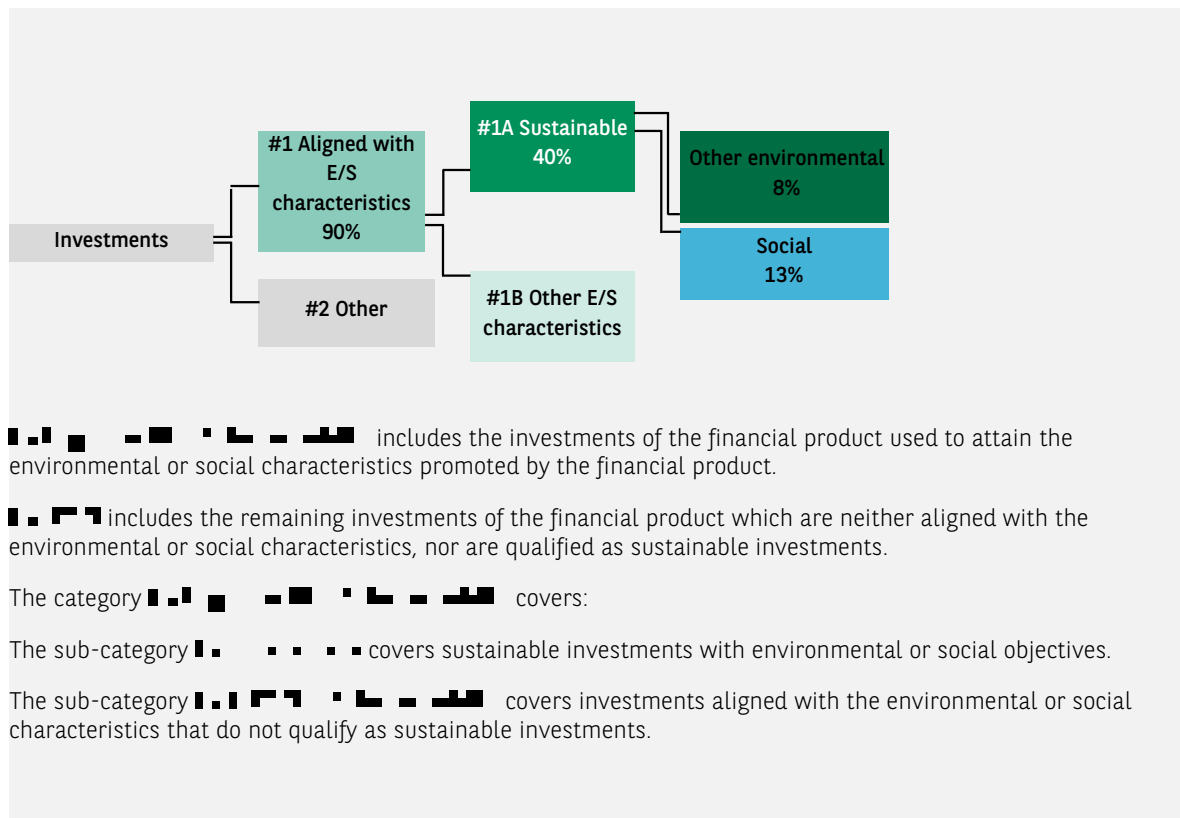 #1A Sustainable
40%
#1 Aligned with
E/S
characteristics
90%
Other environmental
8%
Investments
Social
13%
#2 Other
#1B Other E/S
characteristics
includes the investments of the financial product used to attain the
environmental or social characteristics promoted by the financial product.
includes the remaining investments of the financial product which are neither aligned with the
environmental or social characteristics, nor are qualified as sustainable investments.
The category covers:
The sub-category covers sustainable investments with environmental or social objectives.
The sub-category covers investments aligned with the environmental or social
characteristics that do not qualify as sustainable investments.